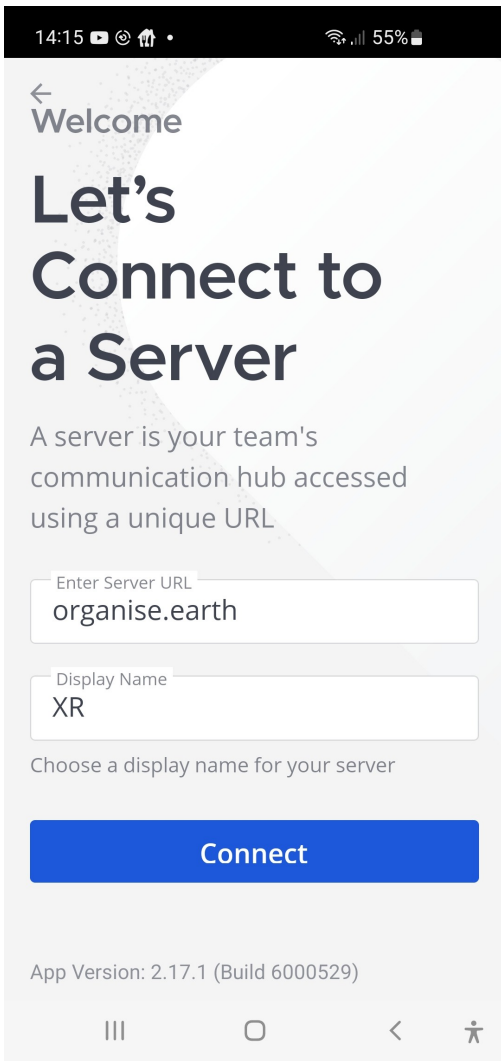 14:15 55%
Welcome
Let's
Connect to
a Server
A server is your team's
communication hub accessed
using a unique URL
Enter Server URL
organise.earth
Display Name
XR
Choose a display name for your server
Connect
App Version: 2.17.1 (Build 6000529)